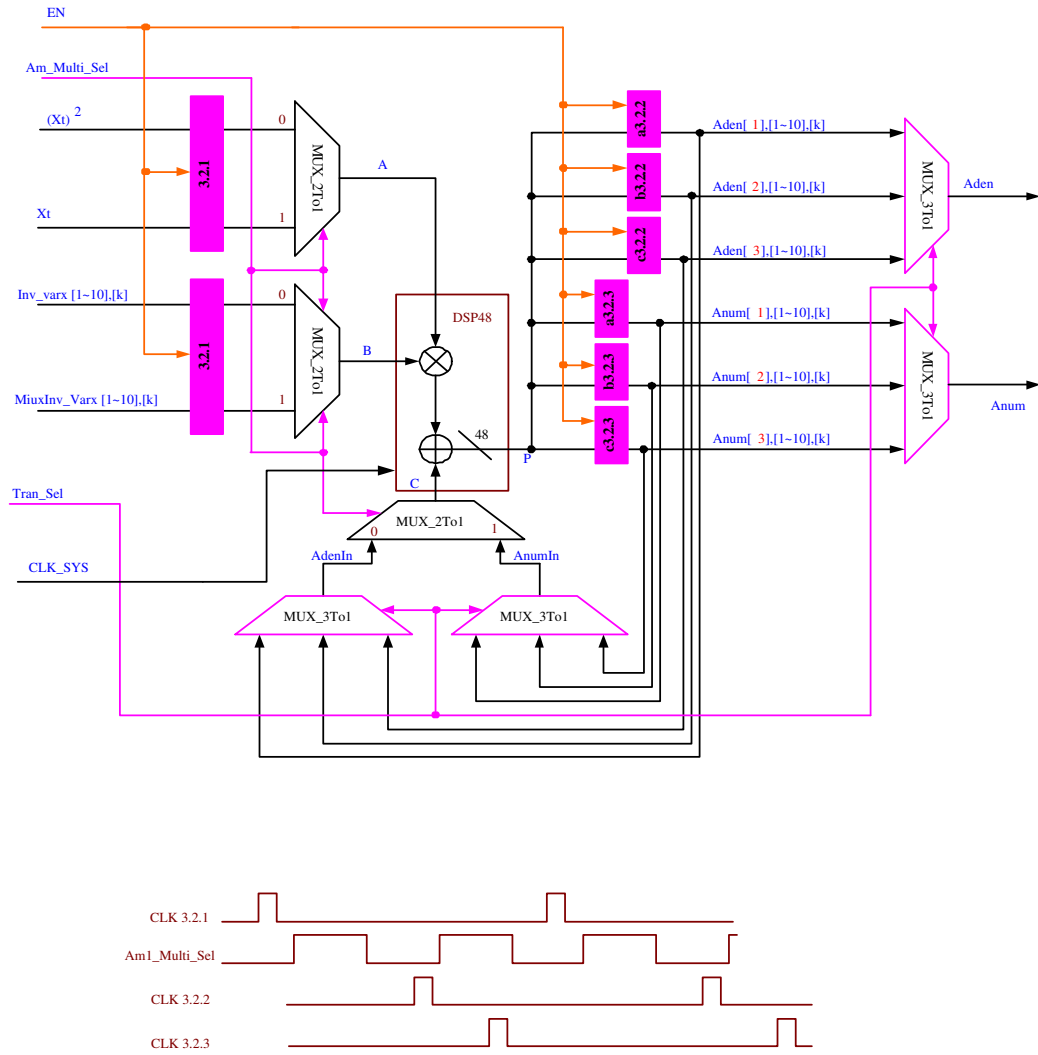 EN
Am_Multi_Sel
(Xt) 2
3.2.1
0
MUX_2To1
A
Xt
1
a3.2.2
Aden[ 1],[1~10],[k]
b3.2.2
Aden[ 2],[1~10],[k]
MUX_3To1
Aden
c3.2.2
Aden[ 3],[1~10],[k]
Inv_varx [1~10],[k]
3.2.1
0
MUX_2To1
B
MiuxInv_Varx [1~10],[k]
1
DSP48
48
P
C
a3.2.3
Anum[ 1],[1~10],[k]
b3.2.3
Anum[ 2],[1~10],[k]
MUX_3To1
Anum
c3.2.3
Anum[ 3],[1~10],[k]
Tran_Sel
MUX_2To1
0
1
AdenIn
AnumIn
CLK_SYS
MUX_3To1
MUX_3To1
CLK 3.2.1
Am1_Multi_Sel
CLK 3.2.2
CLK 3.2.3